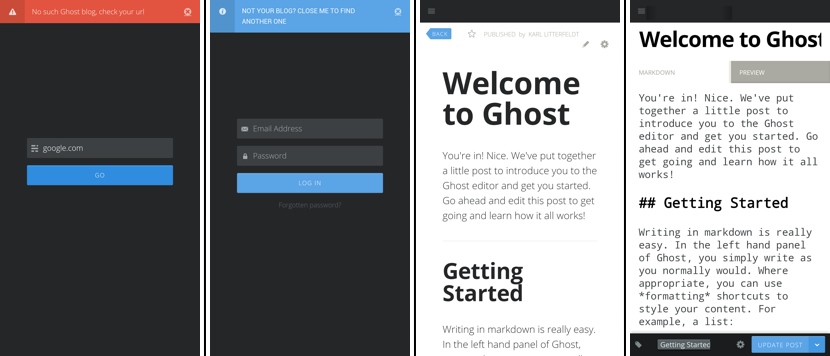 No such Ghost blog, check your url
google.com
GO
NOT YOUR BLOG? CLOSE ME TO FIND
ANOTHER ONE
Email Address
Password
LOG IN
Forgotten password?
BACK
PUBLISHED by KARL LITTERFELDT
Welcome
to Ghost
You're in! Nice. We've put together
a little post to introduce you to the
Ghost editor and get you started.
Go ahead and edit this post to get
going and learn how it all works!
Getting
Started
Writing in markdown is really easy.
In the left hand panel of Ghost,
Welcome to Ghost
MARKDOWN
PREVIEW
You're in! Nice. We've put
together a little post to
introduce you to the Ghost
editor and get you started. Go
ahead and edit this post to
get going and learn how it all
works!
## Getting Started
Writing in markdown is really
easy. In the left hand panel
of Ghost, you simply write as
you normally would. Where
appropriate, you can use
*formatting* shortcuts to
style your content. For
example, a list:
Getting Started
UPDATE POST